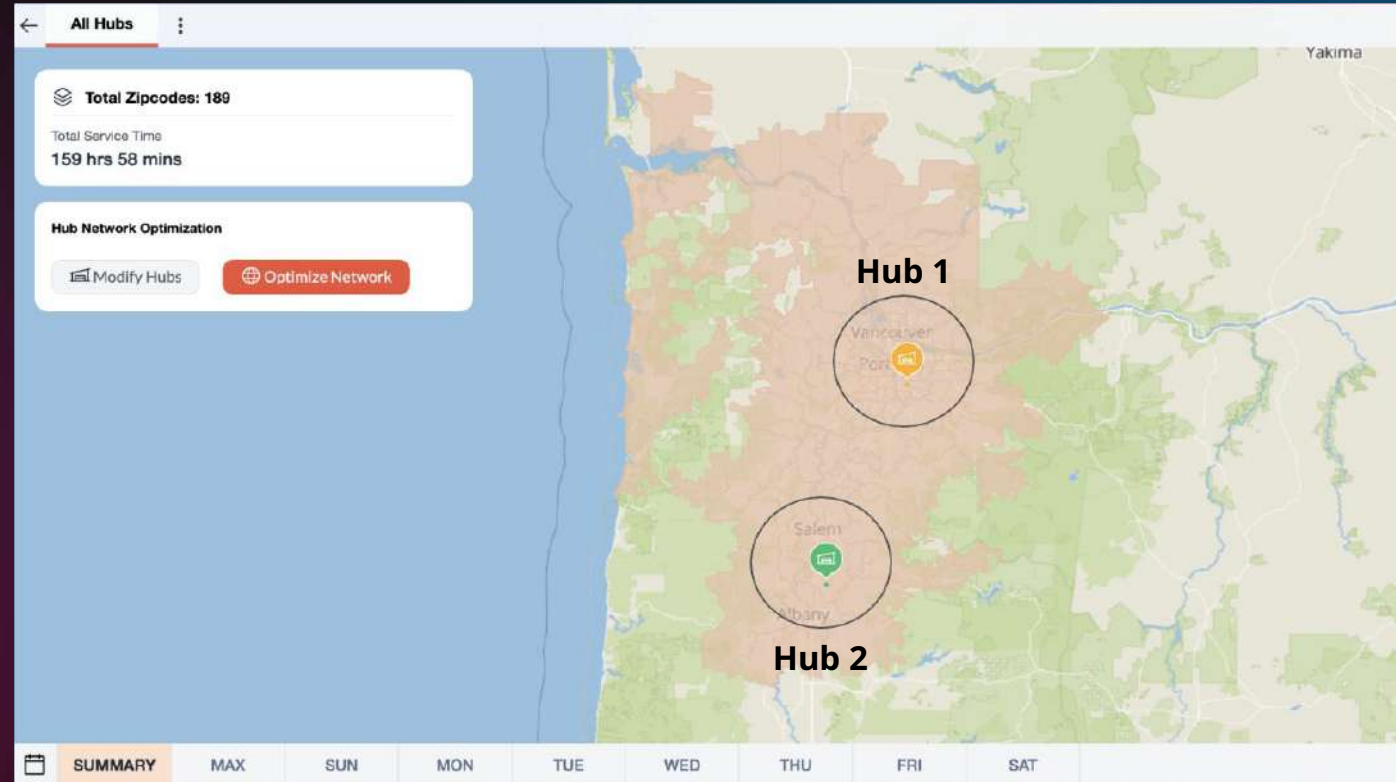 All Hubs
Total Zipcodes: 189
Total Service Time
159 hrs 58 mins
Hub Network Optimization
Modify Hubs
Optimize Network
Yakima
Hub 1
Vancouver
Salem
Albany
Hub 2
SUMMARY MAX SUN MON TUE WED THU FRI SAT